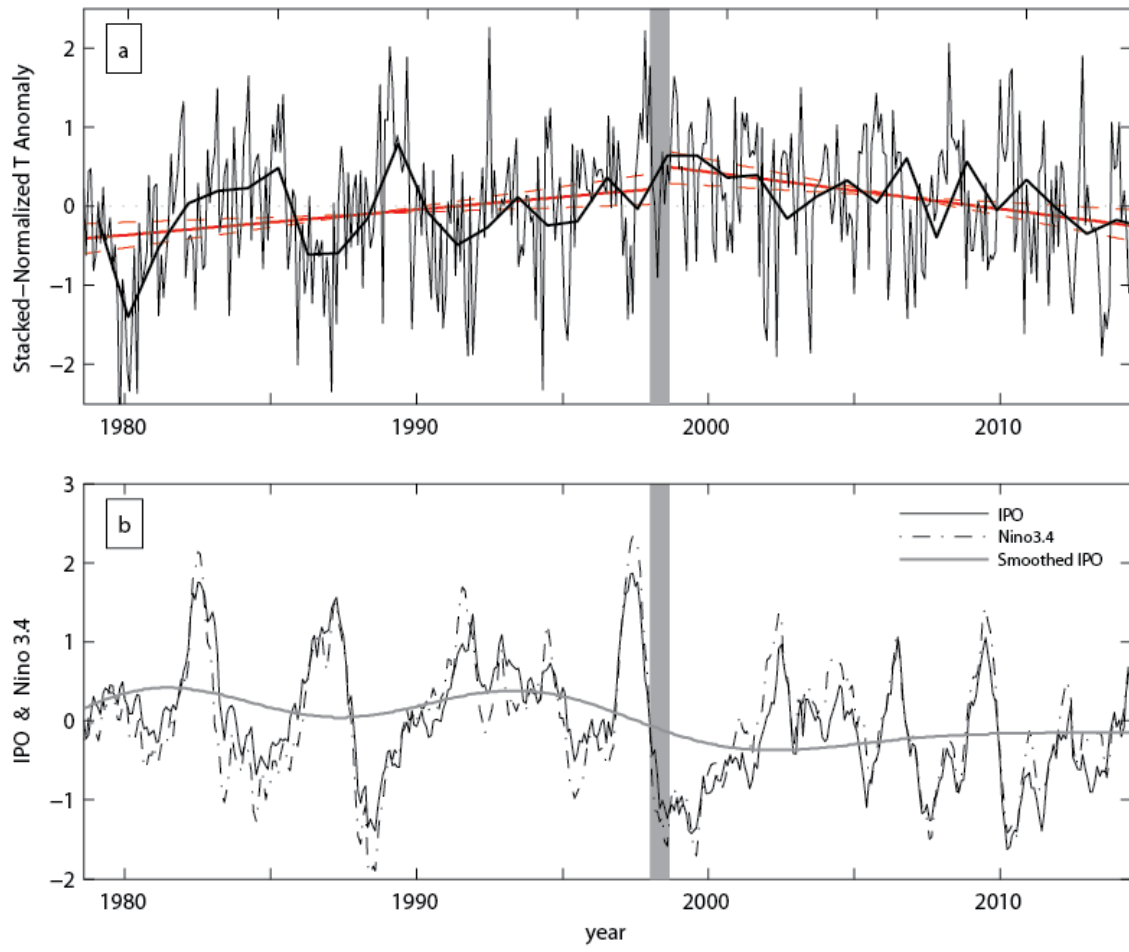 a
Stacked−Normalized T Anomaly
2
1
0
−1
−2
1980 1990 2000 2010
b
IPO & Nino 3.4
3
2
1
0
−1
−2
IPO
Nino3.4
Smoothed IPO
1980 1990 2000 2010
year